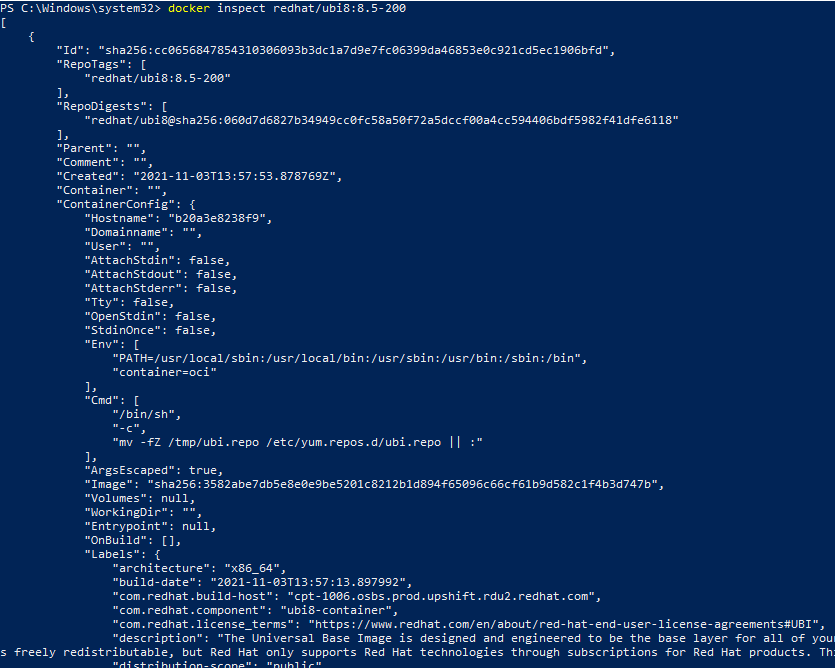 PS C:\Windows\system32> docker inspect redhat/ubi8:8.5-200
[
    {
        "Id": "sha256:cc0656847854310306093b3dc1a7d9e7fc06399da46853e0c921cd5ec1906bfd",
        "RepoTags": [
            "redhat/ubi8:8.5-200"
        ],
        "RepoDigests": [
            "redhat/ubi8@sha256:060d7d6827b34949cc0fc58a50f72a5dccf00a4cc594406bdf5982f41dfe6118"
        ],
        "Parent": "",
        "Comment": "",
        "Created": "2021-11-03T13:57:53.878769Z",
        "Container": "",
        "ContainerConfig": {
            "Hostname": "b20a3e8238f9",
            "Domainname": "",
            "User": "",
            "AttachStdin": false,
            "AttachStdout": false,
            "AttachStderr": false,
            "Tty": false,
            "OpenStdin": false,
            "StdinOnce": false,
            "Env": [
                "PATH=/usr/local/sbin:/usr/local/bin:/usr/sbin:/usr/bin:/sbin:/bin",
                "container=oci"
            ],
            "Cmd": [
                "/bin/sh",
                "-c",
                "mv -fZ /tmp/ubi.repo /etc/yum.repos.d/ubi.repo || :"
            ],
            "ArgsEscaped": true,
            "Image": "sha256:3582abe7db5e8e0e9be5201c8212b1d894f65096c66cf61b9d582c1f4b3d747b",
            "Volumes": null,
            "WorkingDir": "",
            "Entrypoint": null,
            "OnBuild": [],
            "Labels": {
                "architecture": "x86_64",
                "build-date": "2021-11-03T13:57:13.897992",
                "com.redhat.build-host": "cpt-1006.osbs.prod.upshift.rdu2.redhat.com",
                "com.redhat.component": "ubi8-container",
                "com.redhat.license_terms": "https://www.redhat.com/en/about/red-hat-end-user-license-agreements#UBI",
                "description": "The Universal Base Image is designed and engineered to be the base layer for all of your
s freely redistributable, but Red Hat only supports Red Hat technologies through subscriptions for Red Hat products. Th
                "distribution-scope": "public"